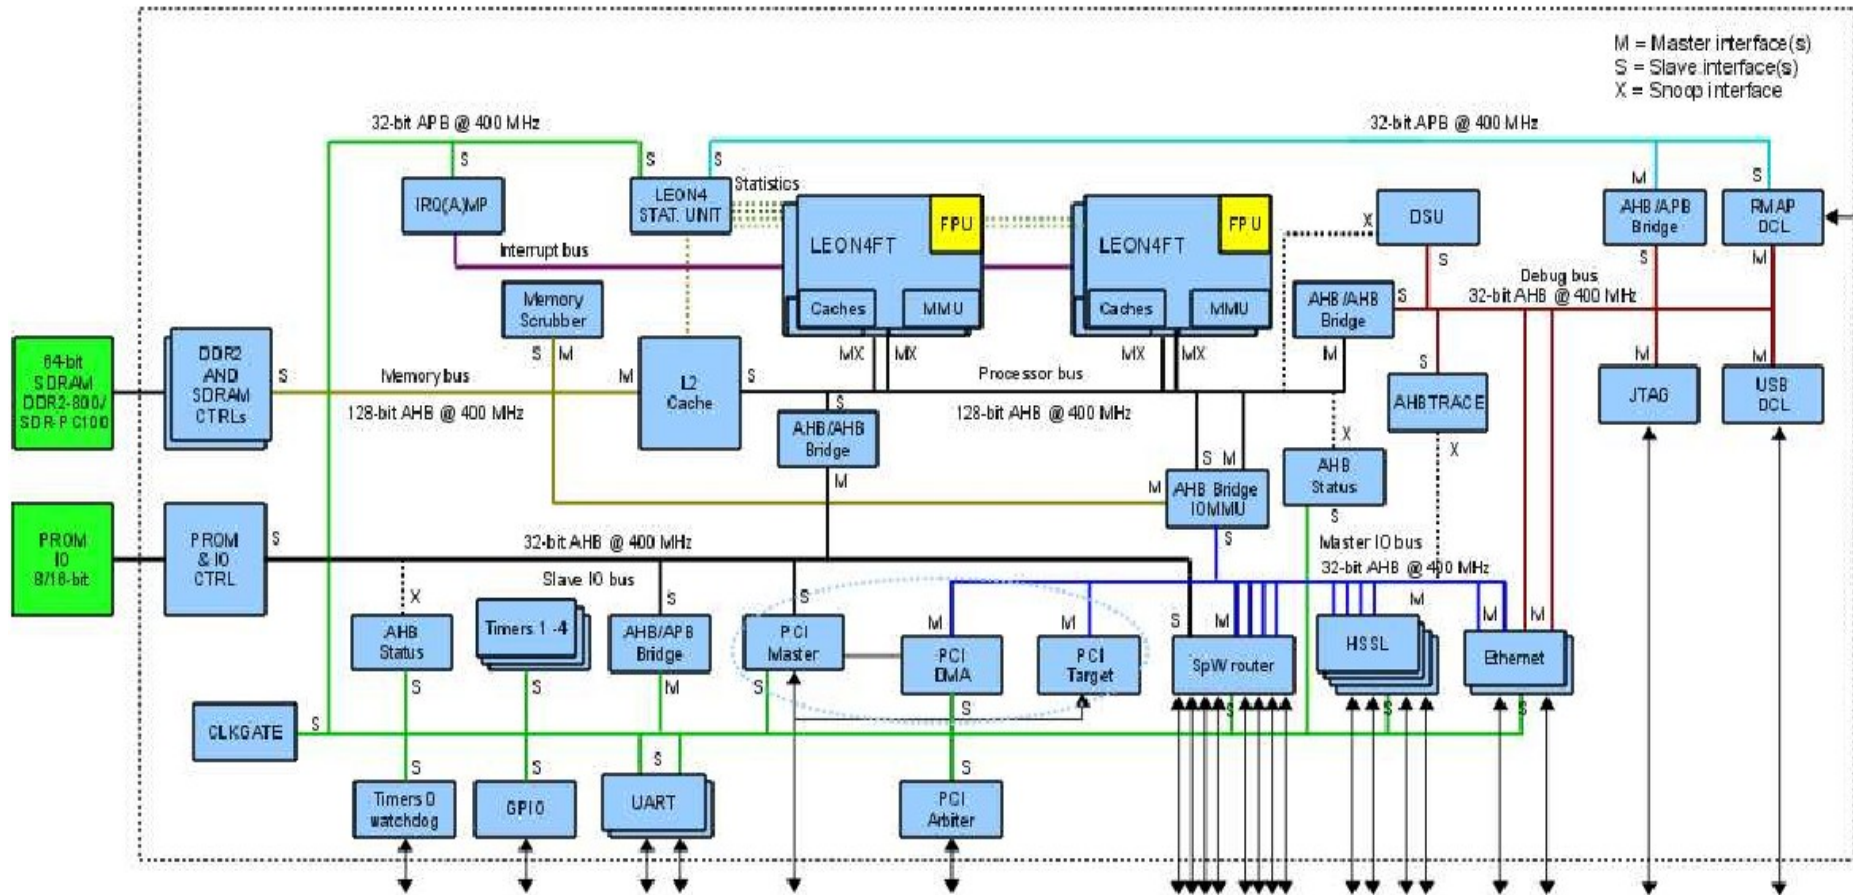 M = Master interface(s)
S = Slave interface(s)
X = Snoop interface
32-bit APB @ 400 MHz
32-bit APB @ 400 MHz
S
S
S
M
S
IRQ(A)MP
LEON4
STAT. UNIT
Statistics
LEON4FT
FPU
Caches
MMU
LEON4FT
FPU
Caches
MMU
X
DSU
S
AHB/APB
Bridge
S
RMAP
DCL
M
Interrupt bus
Debug bus
32-bit AHB @ 400 MHz
Memory
Scrubber
S M
AHB/AHB
Bridge
S
M
64-bit
SDRAM
DDR2-800/
SDR-PC100
DDR2
AND
SDRAM
CTRLs
S
Memory bus
128-bit AHB @ 400 MHz
M
L2
Cache
S
MX
MX
MX
MX
Processor bus
128-bit AHB @ 400 MHz
S
AHB/AHB
Bridge
M
S
AHBTRACE
X
M
JTAG
M
USB
DCL
S M
M
AHB Bridge
IOMMU
S
X
AHB
Status
S
PROM
IO
8/16-bit
PROM
& IO
CTRL
S
32-bit AHB @ 400 MHz
Slave IO bus
Master IO bus
32-bit AHB @ 400 MHz
X
AHB
Status
S
Timers 1 -4
S
S
AHB/APB
Bridge
M
S
PCI
Master
S
M
PCI
DMA
S
M
PCI
Target
S
M
SpW router
S
M
HSSL
S
M
M
Ethernet
S
CLKGATE
S
S
Timers 0
watchdog
S
GPIO
S
UART
S
PCI
Arbiter